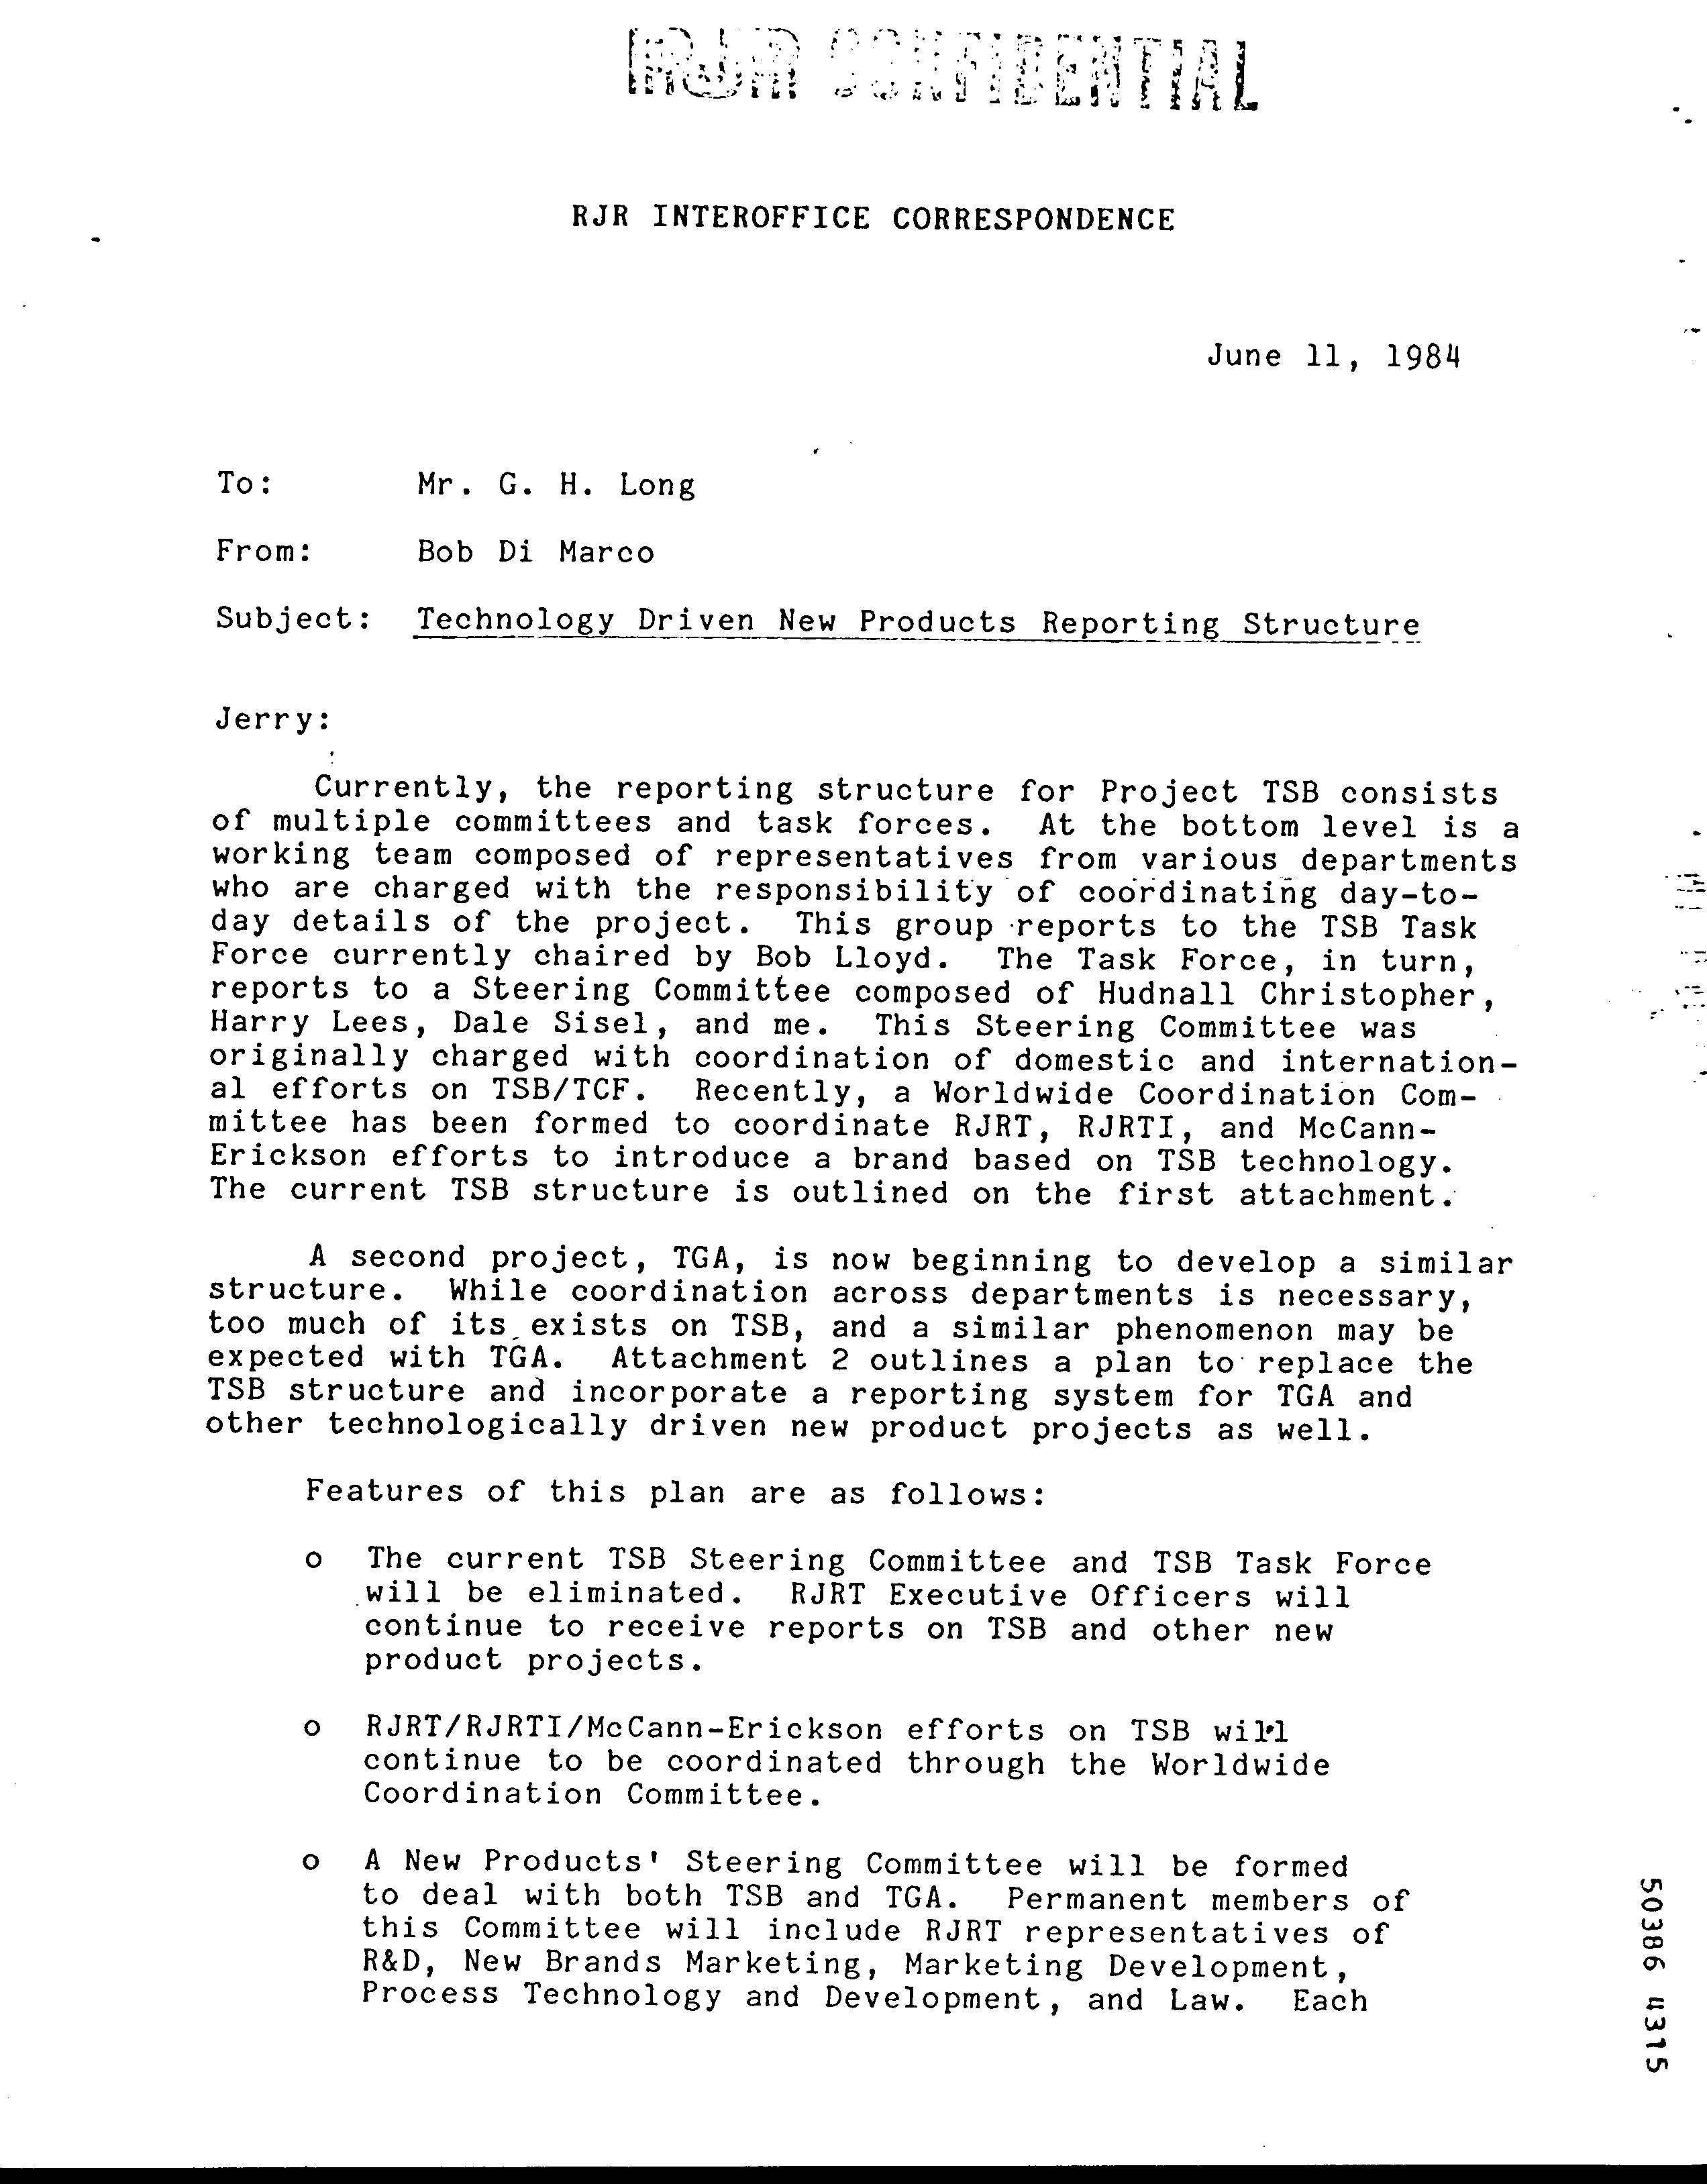 RJR CONFIDENTIAL
RJR INTEROFFICE CORRESPONDENCE
June 11, 1984
To: Mr. G. H. Long
From: Bob Di Marco
Subject: Technology Driven New Products Reporting Structure
Jerry:
Currently, the reporting structure for Project TSB consists
of multiple committees and task forces. At the bottom level is a
working team composed of representatives from various departments
who are charged with the responsibility of coordinating day-to-
day details of the project. This group reports to the TSB Task
Force currently chaired by Bob Lloyd. The Task Force, in turn,
reports to a Steering Committee composed of Hudnall Christopher,
Harry Lees, Dale Sisel, and me. This Steering Committee was
originally charged with coordination of domestic and internation-
al efforts on TSB/TCF. Recently, a Worldwide Coordination Com-
mittee has been formed to coordinate RJRT, RJRTI, and McCann-
Erickson efforts to introduce a brand based on TSB technology.
The current TSB structure is outlined on the first attachment.
A second project, TGA, is now beginning to develop a similar
structure. While coordination across departments is necessary,
too much of its exists on TSB, and a similar phenomenon may be
expected with TGA. Attachment 2 outlines a plan to replace the
TSB structure and incorporate a reporting system for TGA and
other technologically driven new product projects as well.
Features of this plan are as follows:
o The current TSB Steering Committee and TSB Task Force
will be eliminated. RJRT Executive Officers will
continue to receive reports on TSB and other new
product projects.
o RJRT/RJRTI/McCann-Erickson efforts on TSB will
continue to be coordinated through the Worldwide
Coordination Committee.
o A New Products' Steering Committee will be formed
to deal with both TSB and TGA. Permanent members of
this Committee will include RJRT representatives of
R&D, New Brands Marketing, Marketing Development,
Process Technology and Development, and Law. Each
50386 4315